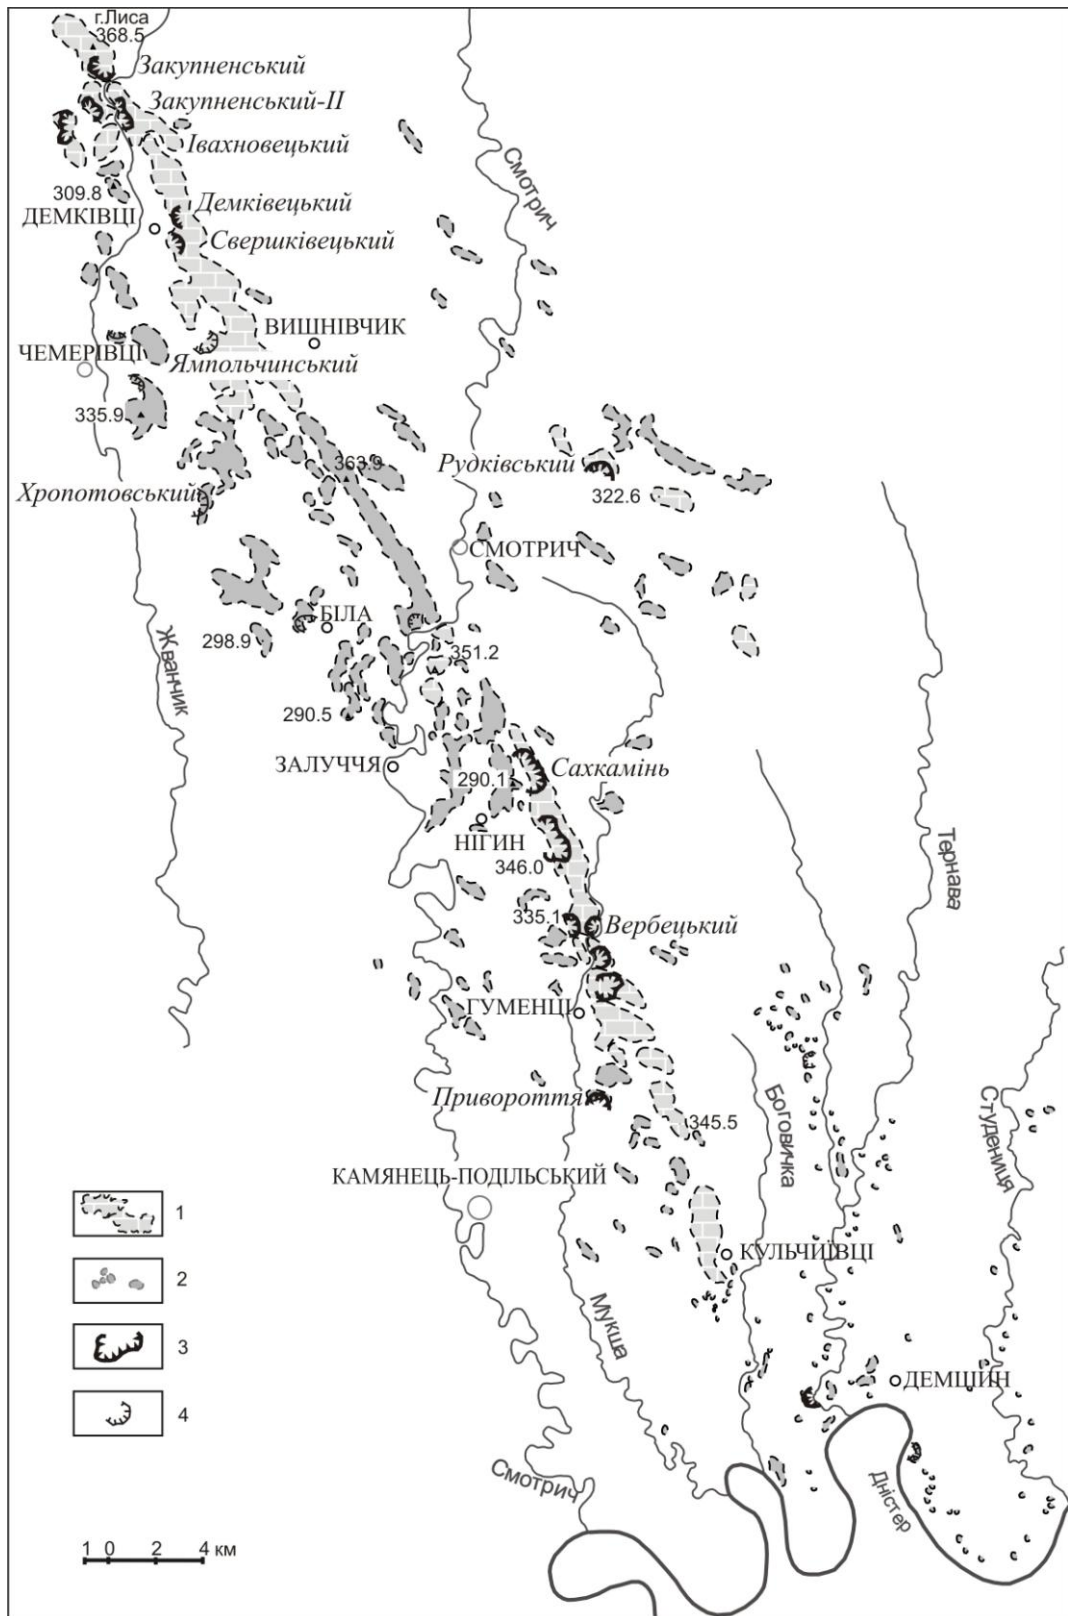 г.Лиса
368.5
Закупненський
Закупненський-ІІ
Івахновецький
Смотрич
309.8
ДЕМКІВЦІ
Демківецький
Свершківецький
ВИШНІВЧИК
ЧЕМЕРІВЦІ
Ямпольчинський
335.9
363.9
Рудківський
322.6
Хропотовський
СМОТРИЧ
БІЛА
298.9
351.2
Жванчик
290.5
ЗАЛУЧЧЯ
290.1
Сахкамінь
НІГИН
346.0
Тернава
335.1
Вербецький
ГУМЕНЦІ
Привороття
345.5
Боговичка
Студениця
КАМЯНЕЦЬ-ПОДІЛЬСЬКИЙ
1
КУЛЬЧИЇВЦІ
2
Мукша
3
ДЕМШИН
4
Смотрич
Дністер
1 0 2 4 км